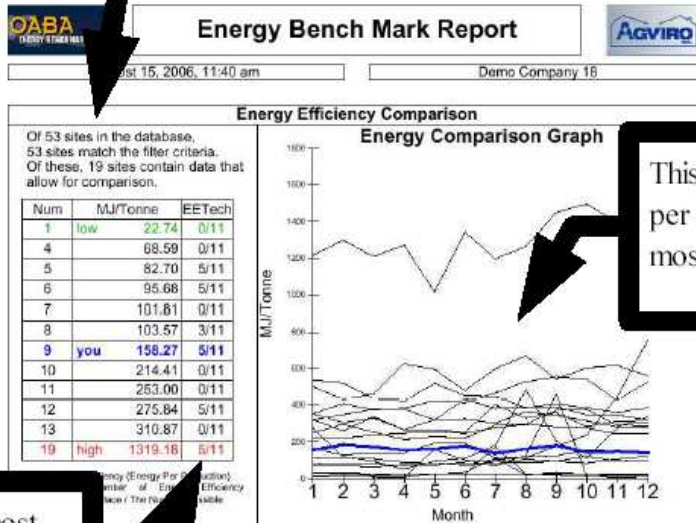 OABA
Energy Bench Mark Report
AGVIRO
15, 2006, 11:40 am
Demo Company 18
Energy Efficiency Comparison
Of 53 sites in the database,
53 sites match the filter criteria.
Of these, 19 sites contain data that
allow for comparison.
Num MJ/Tonne EETech
1 low 22.74 0/11
4 68.59 0/11
5 82.70 5/11
6 95.68 5/11
7 101.81 0/11
8 103.57 3/11
9 you 158.27 5/11
10 214.41 0/11
11 253.00 0/11
12 275.84 5/11
13 310.87 0/11
19 high 1319.18 5/11
(Energy Per
of
Efficiency
Energy Comparison Graph
1800
1600
1400
1200
1000
800
600
400
200
0
MJ/Tonne
1 2 3 4 5 6 7 8 9 10 11 12
Month
This
per
most